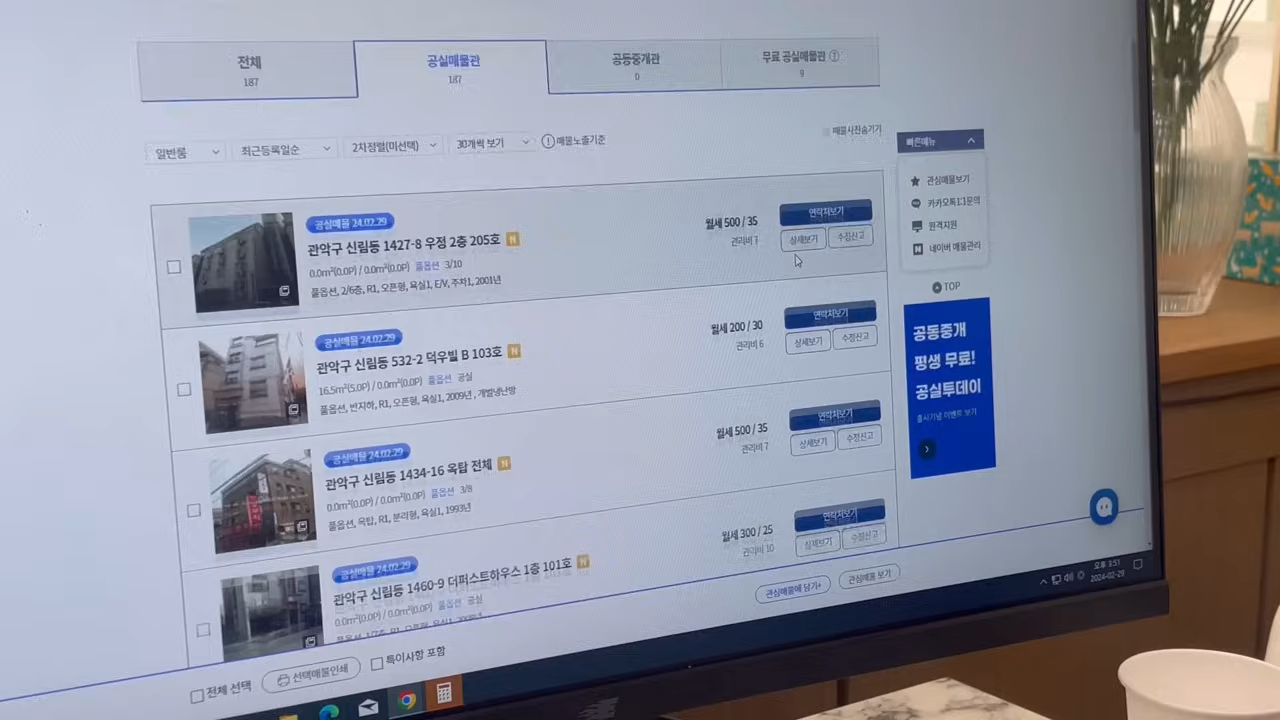 전체
187
공실매물관
187
공동중개관
0
무료 공실매물관 ?
9
일반룸
최근등록일순
2차정렬(미선택)
30개씩 보기
매물노출기준
매물사진숨기기
공실매물 24.02.29
관악구 신림동 1427-8 우정 2층 205호 N
0.0m²(0.0P) / 0.0m²(0.0P) 풀옵션 3/10
풀옵션, 2/6층, R1, 오픈형, 욕실1, E/V, 주차1, 2001년
월세 500 / 35
관리비 7
연락처보기
상세보기 수정신고
공실매물 24.02.29
관악구 신림동 532-2 덕우빌 B 103호 N
16.5m²(5.0P) / 0.0m²(0.0P) 풀옵션 공실
풀옵션, 반지하, R1, 오픈형, 욕실1, 2009년, 개별냉난방
월세 200 / 30
관리비 6
연락처보기
상세보기 수정신고
공실매물 24.02.29
관악구 신림동 1434-16 옥탑 전체 N
0.0m²(0.0P) / 0.0m²(0.0P) 풀옵션 3/8
풀옵션, 옥탑, R1, 분리형, 욕실1, 1993년
월세 500 / 35
관리비 7
연락처보기
상세보기 수정신고
공실매물 24.02.29
관악구 신림동 1460-9 더퍼스트하우스 1층 101호 N
0.0m²(0.0P) / 0.0m²(0.0P) 풀옵션 공실
월세 300 / 25
관리비 10
연락처보기
상세보기 수정신고
빠른메뉴
관심매물보기
카카오톡1:1문의
원격지원
N 네이버 매물관리
TOP
공동중개
평생 무료!
공실투데이
출시기념 이벤트 보기
전체 선택
선택매물인쇄
특이사항 포함
관심매물에 담기+
관심매물 보기
오후 3:51
2024-02-29